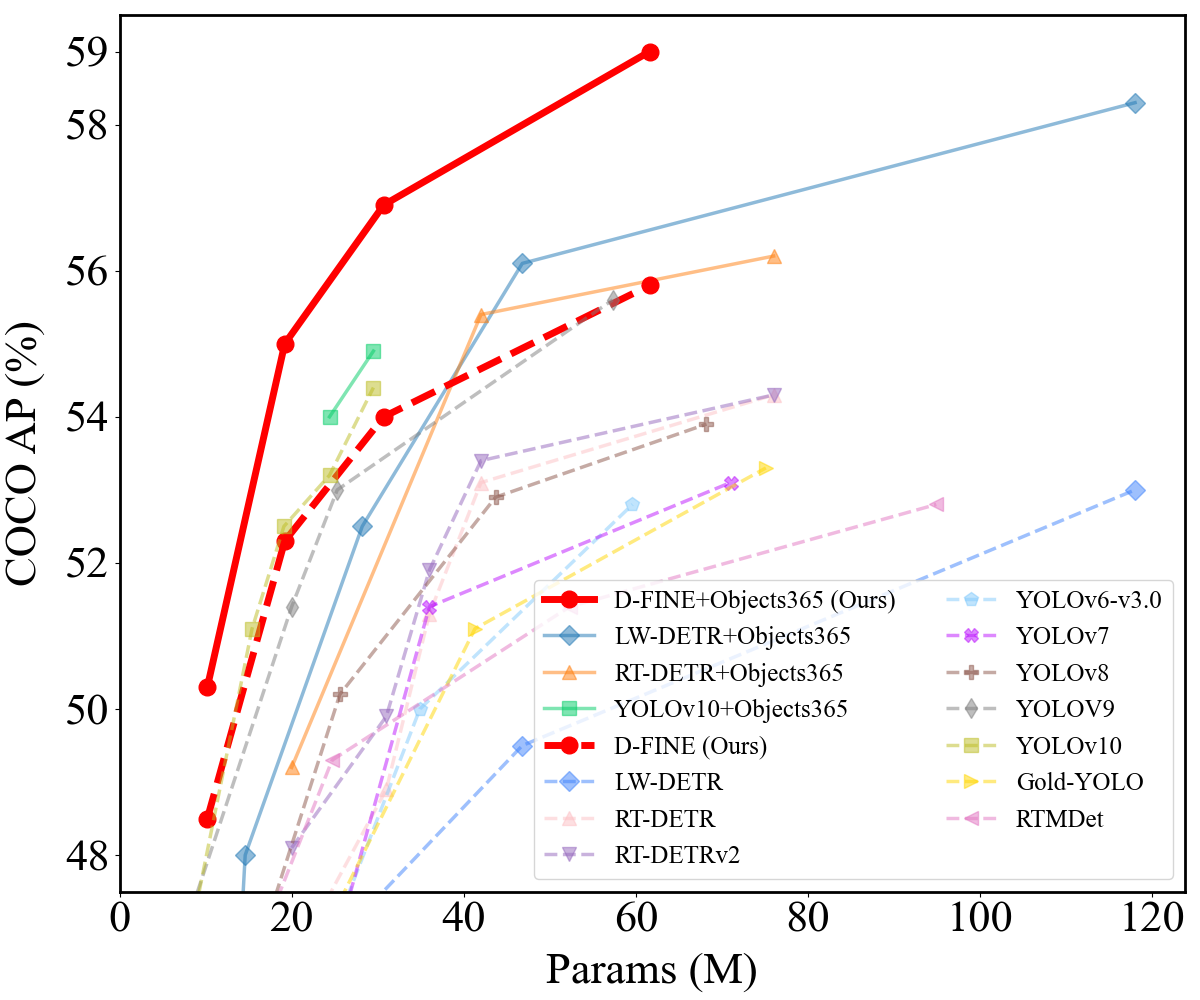 COCO AP (%)
59
58
56
54
52
50
48
0 20 40 60 80 100 120
Params (M)
D-FINE+Objects365 (Ours)
LW-DETR+Objects365
RT-DETR+Objects365
YOLOv10+Objects365
D-FINE (Ours)
LW-DETR
RT-DETR
RT-DETRv2
YOLOv6-v3.0
YOLOv7
YOLOv8
YOLOV9
YOLOv10
Gold-YOLO
RTMDet